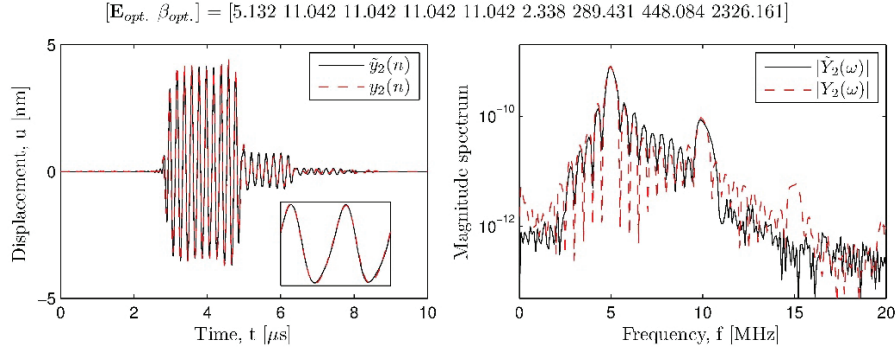 [E_opt. β_opt.] = [5.132 11.042 11.042 11.042 11.042 2.338 289.431 448.084 2326.161]
Displacement, u [nm]
5
0
−5
ỹ₂(n)
y₂(n)
0 2 4 6 8 10
Time, t [μs]
Magnitude spectrum
10⁻¹⁰
10⁻¹²
|Ỹ₂(ω)|
|Y₂(ω)|
0 5 10 15 20
Frequency, f [MHz]